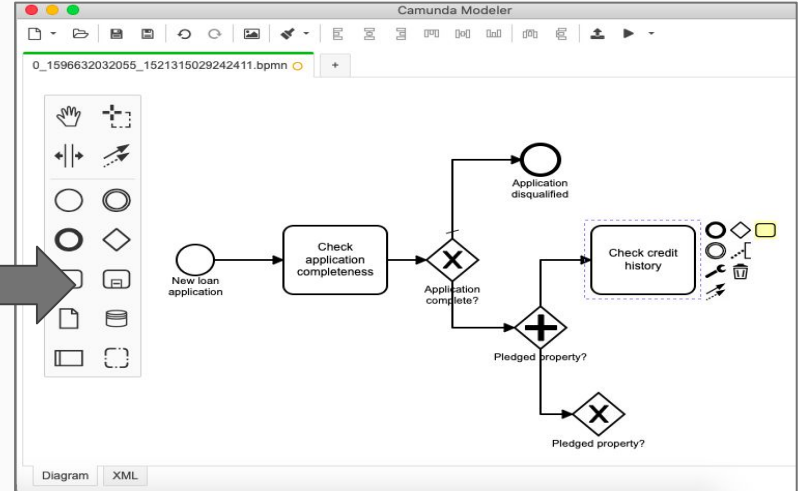 Camunda Modeler
0_1596632032055_1521315029242411.bpmn
+
Application
disqualified
Check
application
completeness
Check credit
history
New loan
application
Application
complete?
Pledged property?
Pledged property?
Diagram
XML